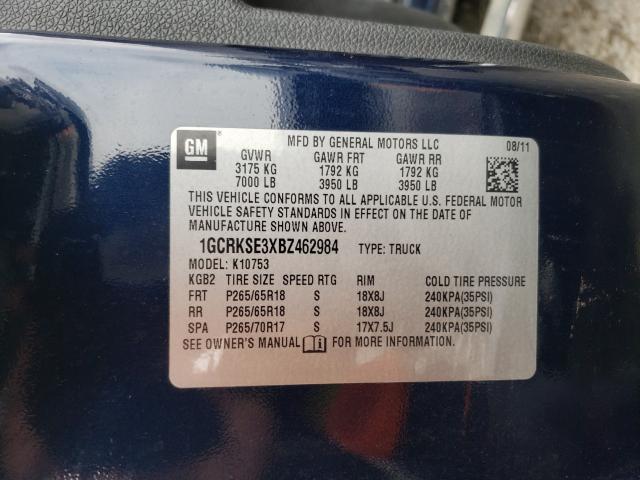 GM
MFD BY GENERAL MOTORS LLC 08/11
GVWR GAWR FRT GAWR RR
3175 KG 1792 KG 1792 KG
7000 LB 3950 LB 3950 LB
THIS VEHICLE CONFORMS TO ALL APPLICABLE U.S. FEDERAL MOTOR
VEHICLE SAFETY STANDARDS IN EFFECT ON THE DATE OF
MANUFACTURE SHOWN ABOVE.
1GCRKSE3XBZ462984 TYPE: TRUCK
MODEL: K10753
KGB2 TIRE SIZE SPEED RTG RIM COLD TIRE PRESSURE
FRT P265/65R18 S 18X8J 240KPA(35PSI)
RR P265/65R18 S 18X8J 240KPA(35PSI)
SPA P265/70R17 S 17X7.5J 240KPA(35PSI)
SEE OWNER'S MANUAL FOR MORE INFORMATION.